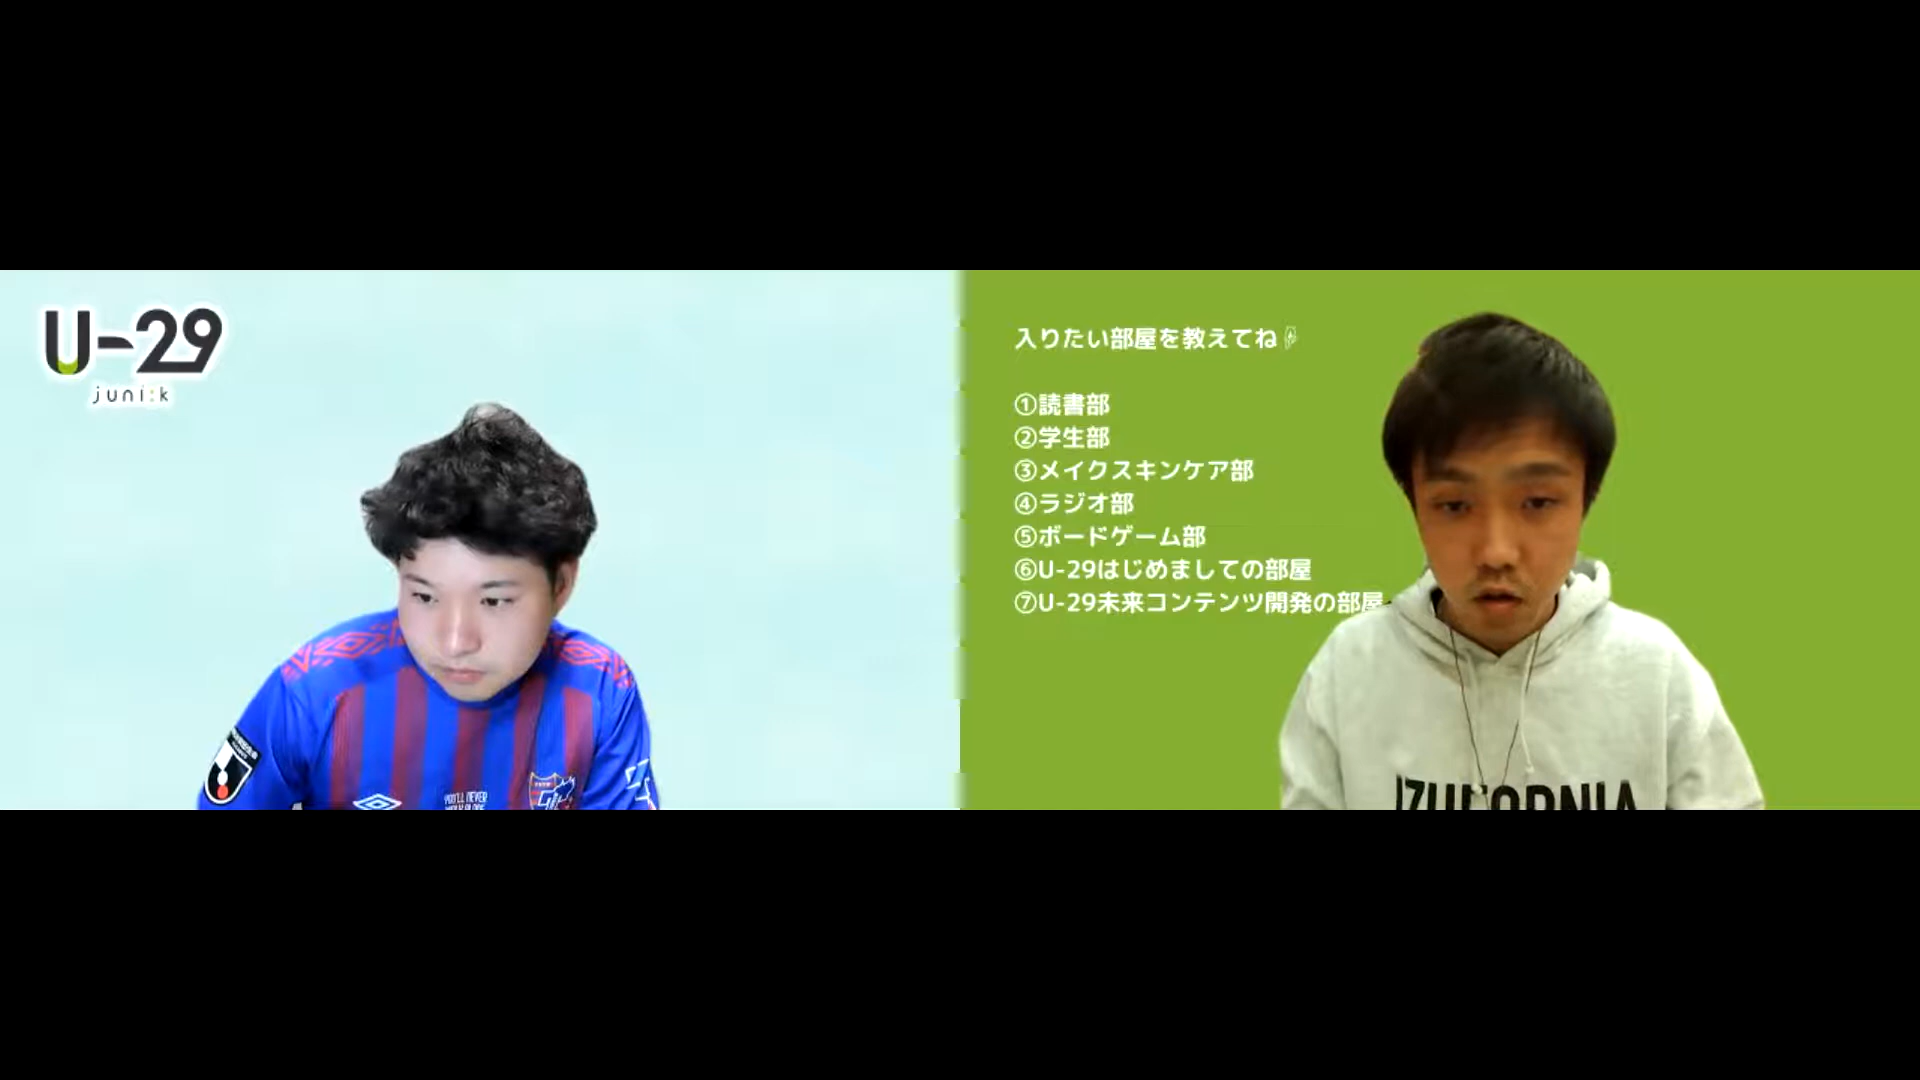 U-29
juni:k
入りたい部屋を教えてね
①読書部
②学生部
③メイクスキンケア部
④ラジオ部
⑤ボードゲーム部
⑥U-29はじめましての部屋
⑦U-29未来コンテンツ開発の部屋
YOU'LL NEVER